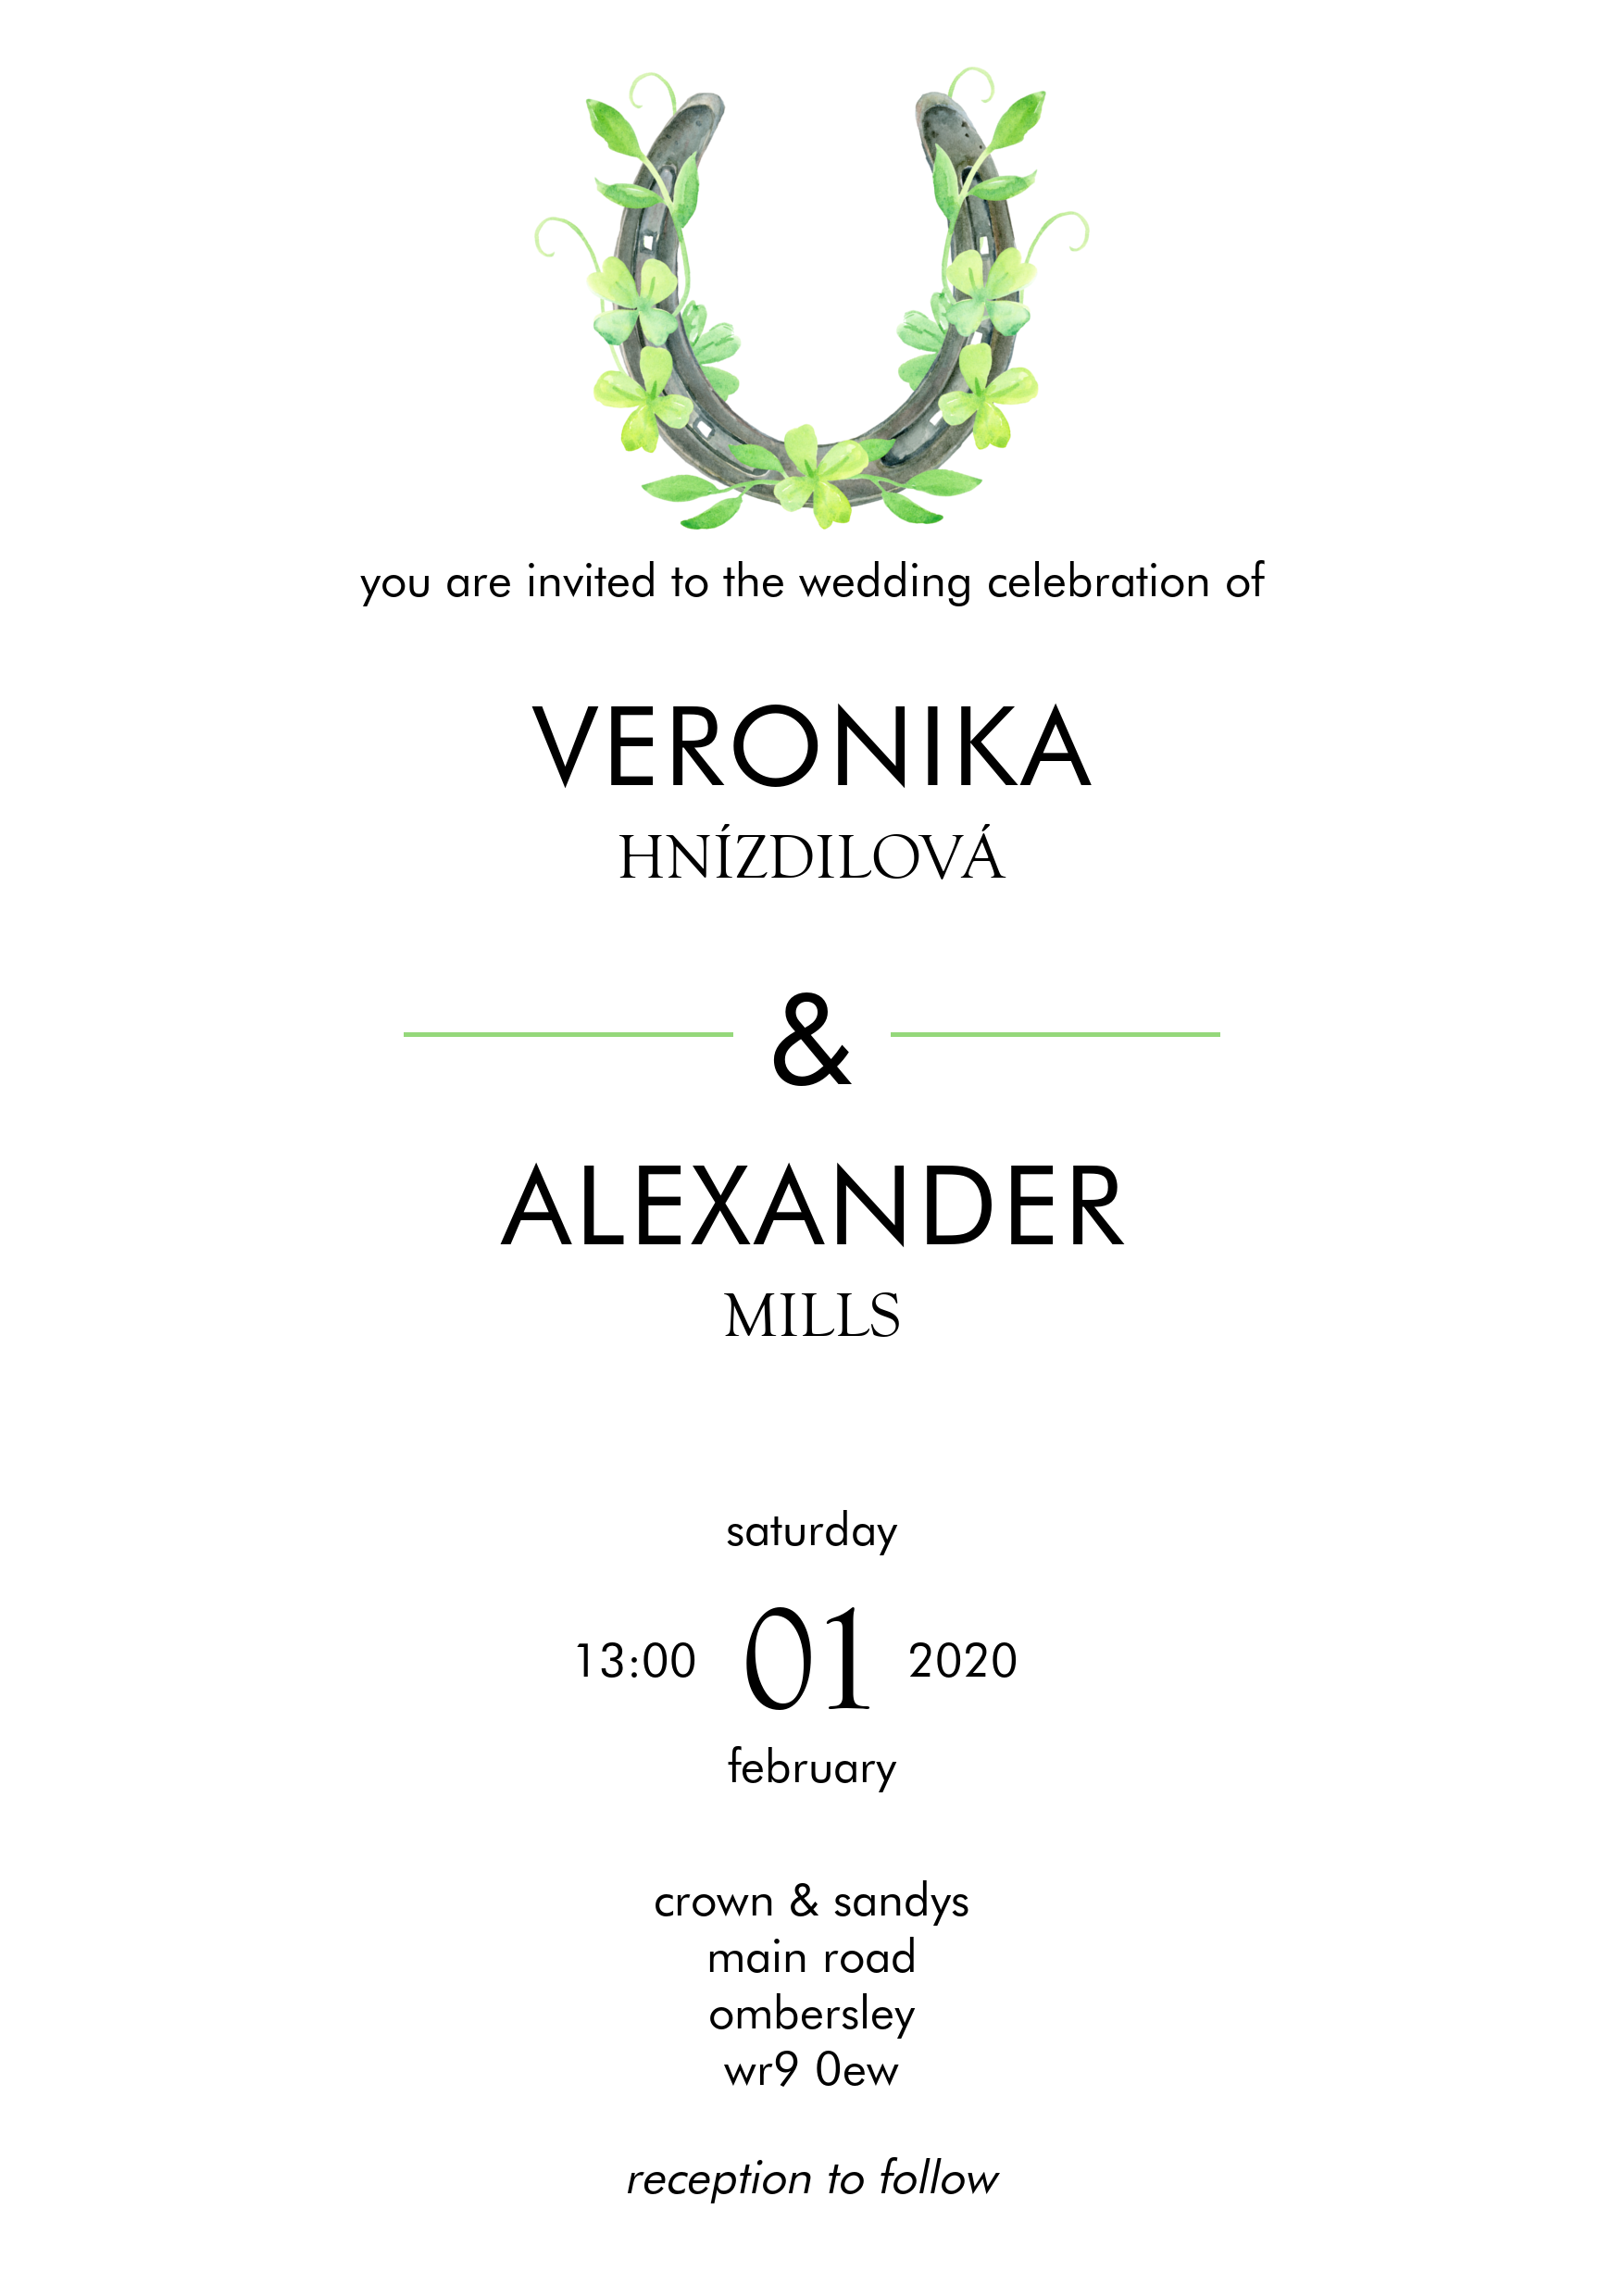 you are invited to the wedding celebration of
VERONIKA
HNÍZDILOVÁ
&
ALEXANDER
MILLS
saturday
13:00 01 2020
february
crown & sandys
main road
ombersley
wr9 0ew
reception to follow